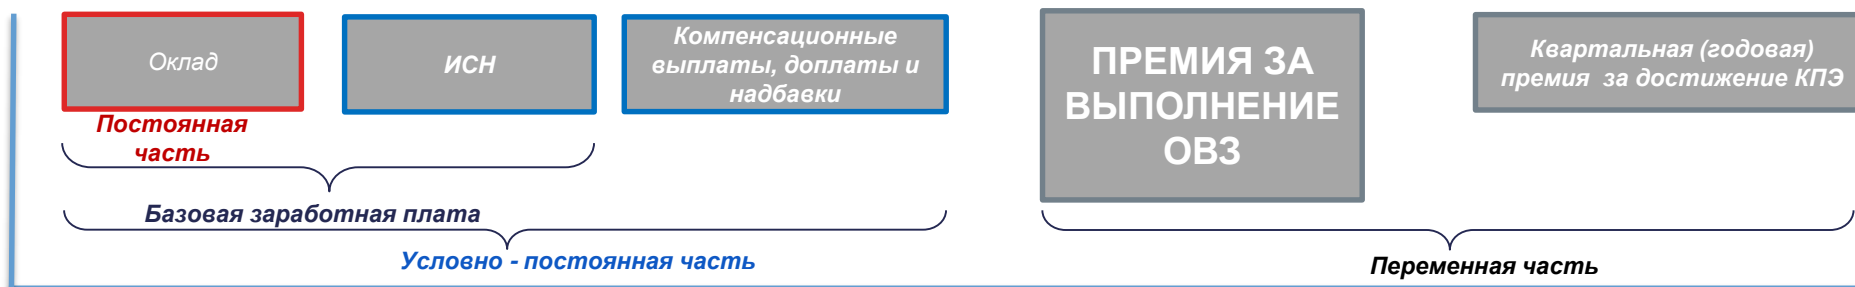 Оклад
ИСН
Компенсационные
выплаты, доплаты и
надбавки
ПРЕМИЯ ЗА
ВЫПОЛНЕНИЕ
ОВЗ
Квартальная (годовая)
премия за достижение КПЭ
Постоянная
часть
Базовая заработная плата
Условно - постоянная часть
Переменная часть